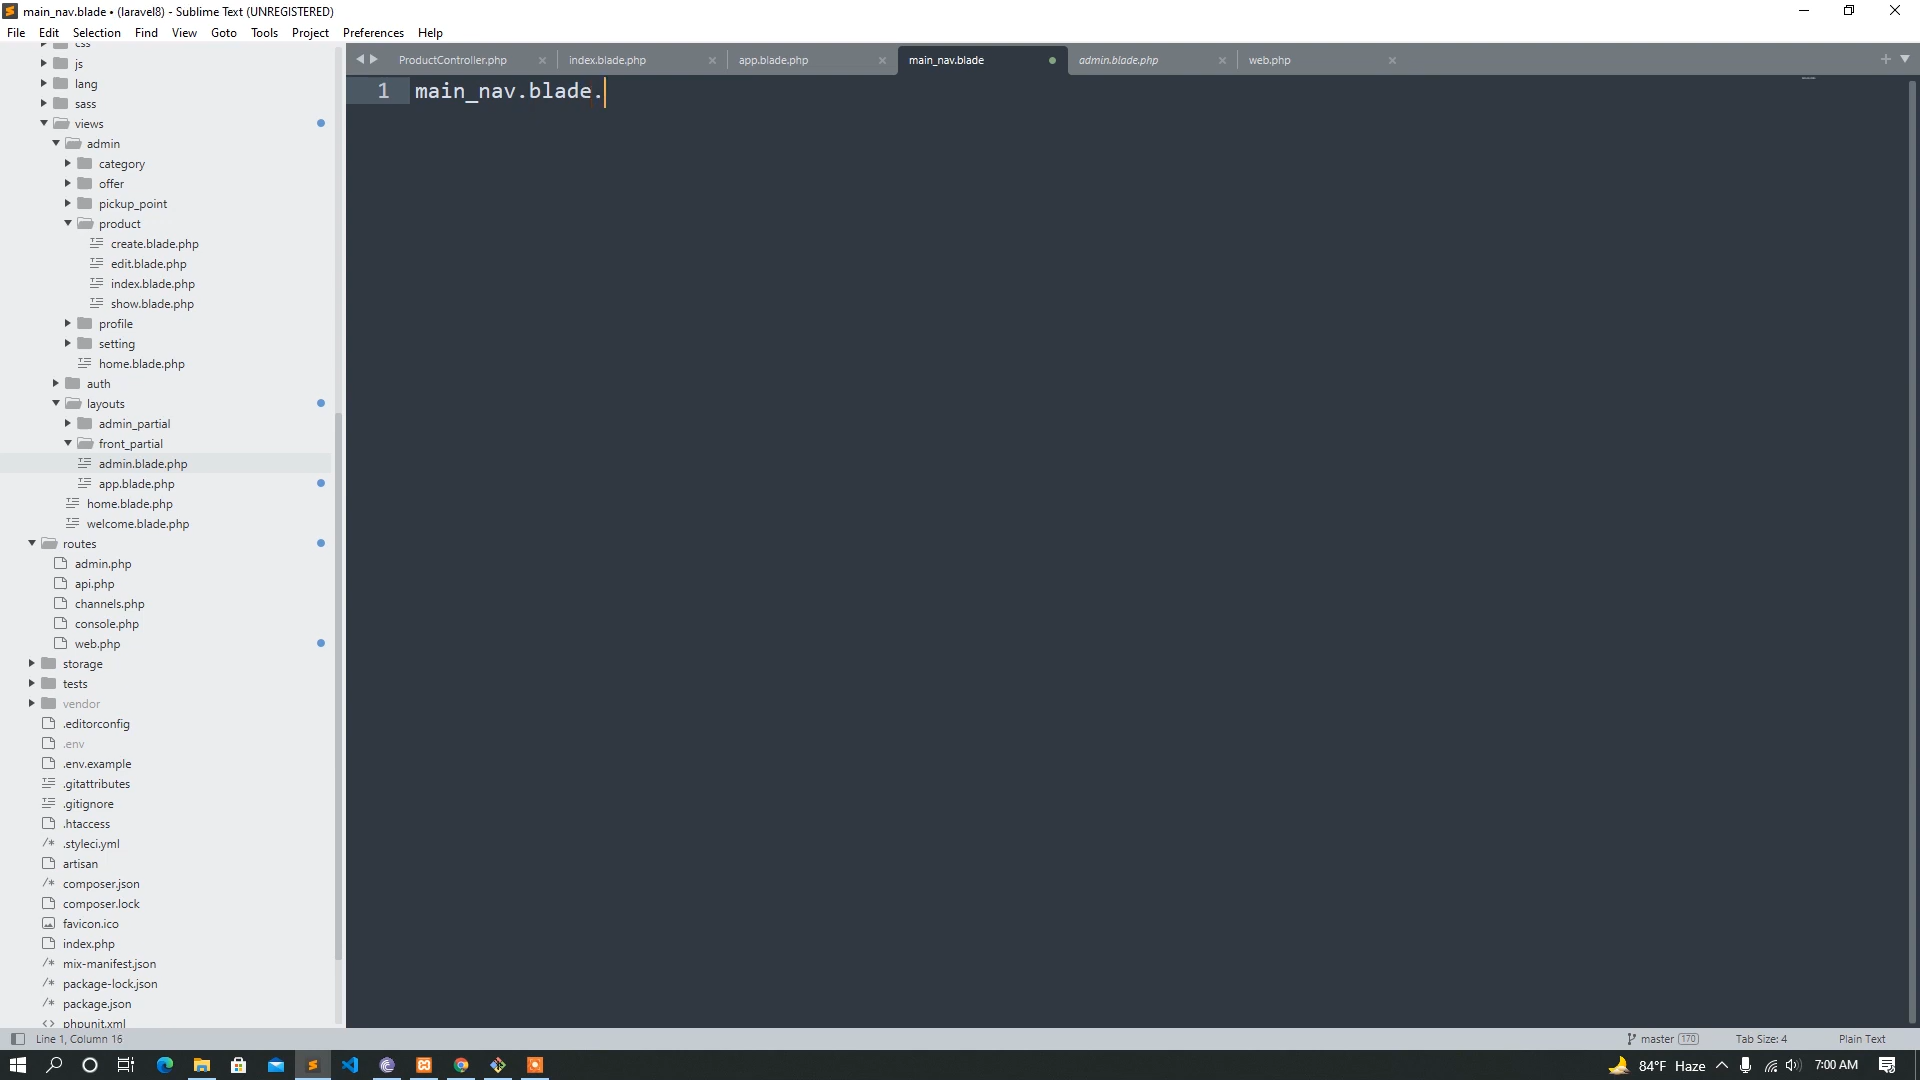 main_nav.blade • (laravel8) - Sublime Text (UNREGISTERED)
File Edit Selection Find View Goto Tools Project Preferences Help
css
js
lang
sass
views
admin
category
offer
pickup_point
product
create.blade.php
edit.blade.php
index.blade.php
show.blade.php
profile
setting
home.blade.php
auth
layouts
admin_partial
front_partial
admin.blade.php
app.blade.php
home.blade.php
welcome.blade.php
routes
admin.php
api.php
channels.php
console.php
web.php
storage
tests
vendor
.editorconfig
.env
.env.example
.gitattributes
.gitignore
.htaccess
.styleci.yml
artisan
composer.json
composer.lock
favicon.ico
index.php
mix-manifest.json
package-lock.json
package.json
phpunit.xml
ProductController.php index.blade.php app.blade.php main_nav.blade admin.blade.php web.php
1 main_nav.blade.
Line 1, Column 16 master 170 Tab Size: 4 Plain Text
84°F Haze 7:00 AM